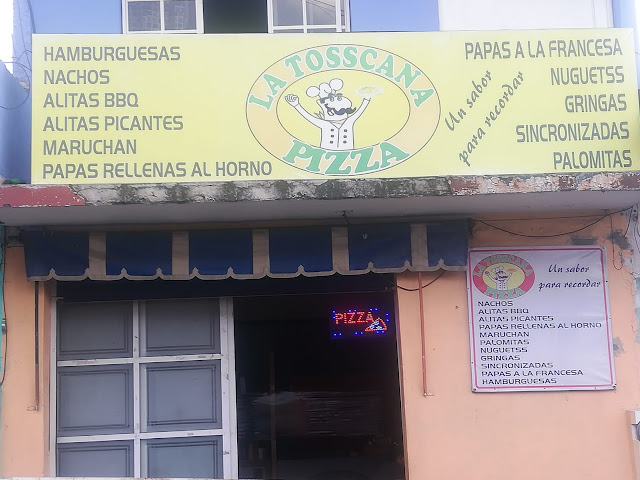 HAMBURGUESAS
NACHOS
ALITAS BBQ
ALITAS PICANTES
MARUCHAN
PAPAS RELLENAS AL HORNO
LA TOSSCANA
PIZZA
Un sabor
para recordar
PAPAS A LA FRANCESA
NUGUETSS
GRINGAS
SINCRONIZADAS
PALOMITAS
PIZZA
Un sabor
para recordar
NACHOS
ALITAS BBQ
ALITAS PICANTES
PAPAS RELLENAS AL HORNO
MARUCHAN
PALOMITAS
NUGUETSS
GRINGAS
SINCRONIZADAS
PAPAS A LA FRANCESA
HAMBURGUESAS